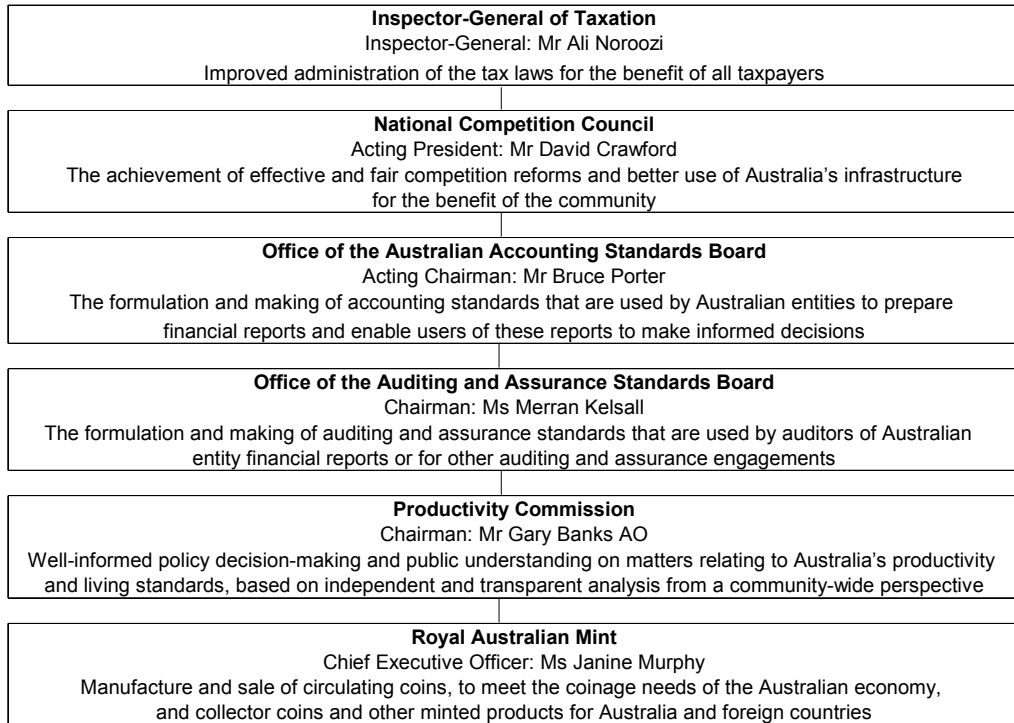 Inspector-General of Taxation
Inspector-General: Mr Ali Noroozi
Improved administration of the tax laws for the benefit of all taxpayers
National Competition Council
Acting President: Mr David Crawford
The achievement of effective and fair competition reforms and better use of Australia’s infrastructure
for the benefit of the community
Office of the Australian Accounting Standards Board
Acting Chairman: Mr Bruce Porter
The formulation and making of accounting standards that are used by Australian entities to prepare
financial reports and enable users of these reports to make informed decisions
Office of the Auditing and Assurance Standards Board
Chairman: Ms Merran Kelsall
The formulation and making of auditing and assurance standards that are used by auditors of Australian
entity financial reports or for other auditing and assurance engagements
Productivity Commission
Chairman: Mr Gary Banks AO
Well-informed policy decision-making and public understanding on matters relating to Australia’s productivity
and living standards, based on independent and transparent analysis from a community-wide perspective
Royal Australian Mint
Chief Executive Officer: Ms Janine Murphy
Manufacture and sale of circulating coins, to meet the coinage needs of the Australian economy,
and collector coins and other minted products for Australia and foreign countries